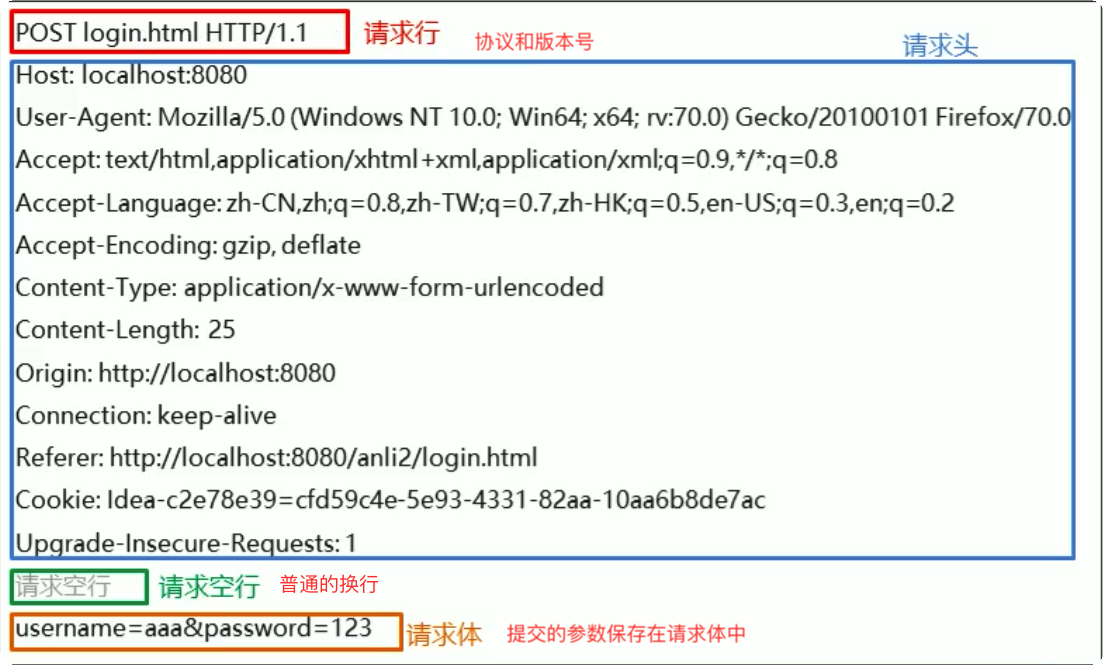 POST login.html HTTP/1.1 请求行 协议和版本号 请求头
Host: localhost:8080
User-Agent: Mozilla/5.0 (Windows NT 10.0; Win64; x64; rv:70.0) Gecko/20100101 Firefox/70.0
Accept: text/html,application/xhtml+xml,application/xml;q=0.9,*/*;q=0.8
Accept-Language: zh-CN,zh;q=0.8,zh-TW;q=0.7,zh-HK;q=0.5,en-US;q=0.3,en;q=0.2
Accept-Encoding: gzip, deflate
Content-Type: application/x-www-form-urlencoded
Content-Length: 25
Origin: http://localhost:8080
Connection: keep-alive
Referer: http://localhost:8080/anli2/login.html
Cookie: Idea-c2e78e39=cfd59c4e-5e93-4331-82aa-10aa6b8de7ac
Upgrade-Insecure-Requests: 1
请求空行 请求空行 普通的换行
username=aaa&password=123 请求体 提交的参数保存在请求体中